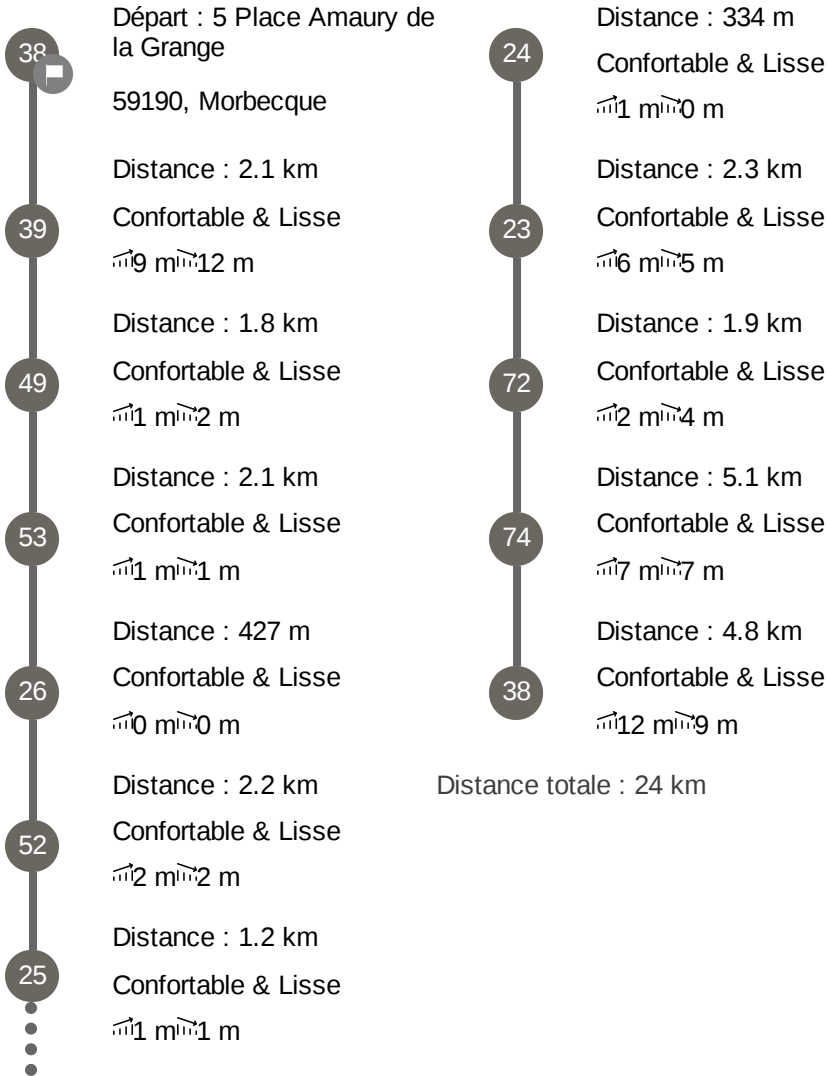 38
Départ : 5 Place Amaury de
la Grange
59190, Morbecque
Distance : 2.1 km
39
Confortable & Lisse
9 m 12 m
Distance : 1.8 km
49
Confortable & Lisse
1 m 2 m
Distance : 2.1 km
53
Confortable & Lisse
1 m 1 m
Distance : 427 m
26
Confortable & Lisse
0 m 0 m
Distance : 2.2 km
52
Confortable & Lisse
2 m 2 m
Distance : 1.2 km
25
Confortable & Lisse
1 m 1 m
Distance : 334 m
24
Confortable & Lisse
1 m 0 m
Distance : 2.3 km
23
Confortable & Lisse
6 m 5 m
Distance : 1.9 km
72
Confortable & Lisse
2 m 4 m
Distance : 5.1 km
74
Confortable & Lisse
7 m 7 m
Distance : 4.8 km
38
Confortable & Lisse
12 m 9 m
Distance totale : 24 km